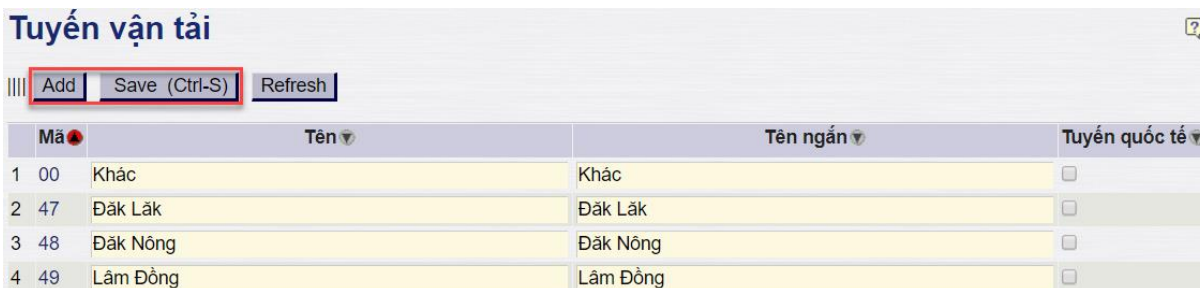 Tuyến vận tải
?
Add Save (Ctrl-S) Refresh
Mã Tên Tên ngắn Tuyến quốc tế
1 00 Khác Khác
2 47 Đăk Lăk Đăk Lăk
3 48 Đăk Nông Đăk Nông
4 49 Lâm Đồng Lâm Đồng